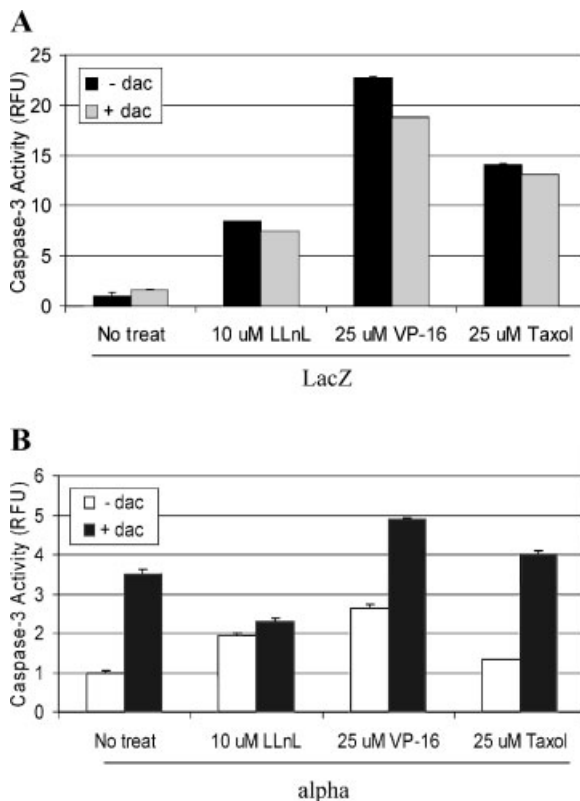 A
Caspase-3 Activity (RFU)
25
20
15
10
5
0
- dac
+ dac
No treat 10 uM LLnL 25 uM VP-16 25 uM Taxol
LacZ
B
Caspase-3 Activity (RFU)
6
5
4
3
2
1
0
- dac
+ dac
No treat 10 uM LLnL 25 uM VP-16 25 uM Taxol
alpha